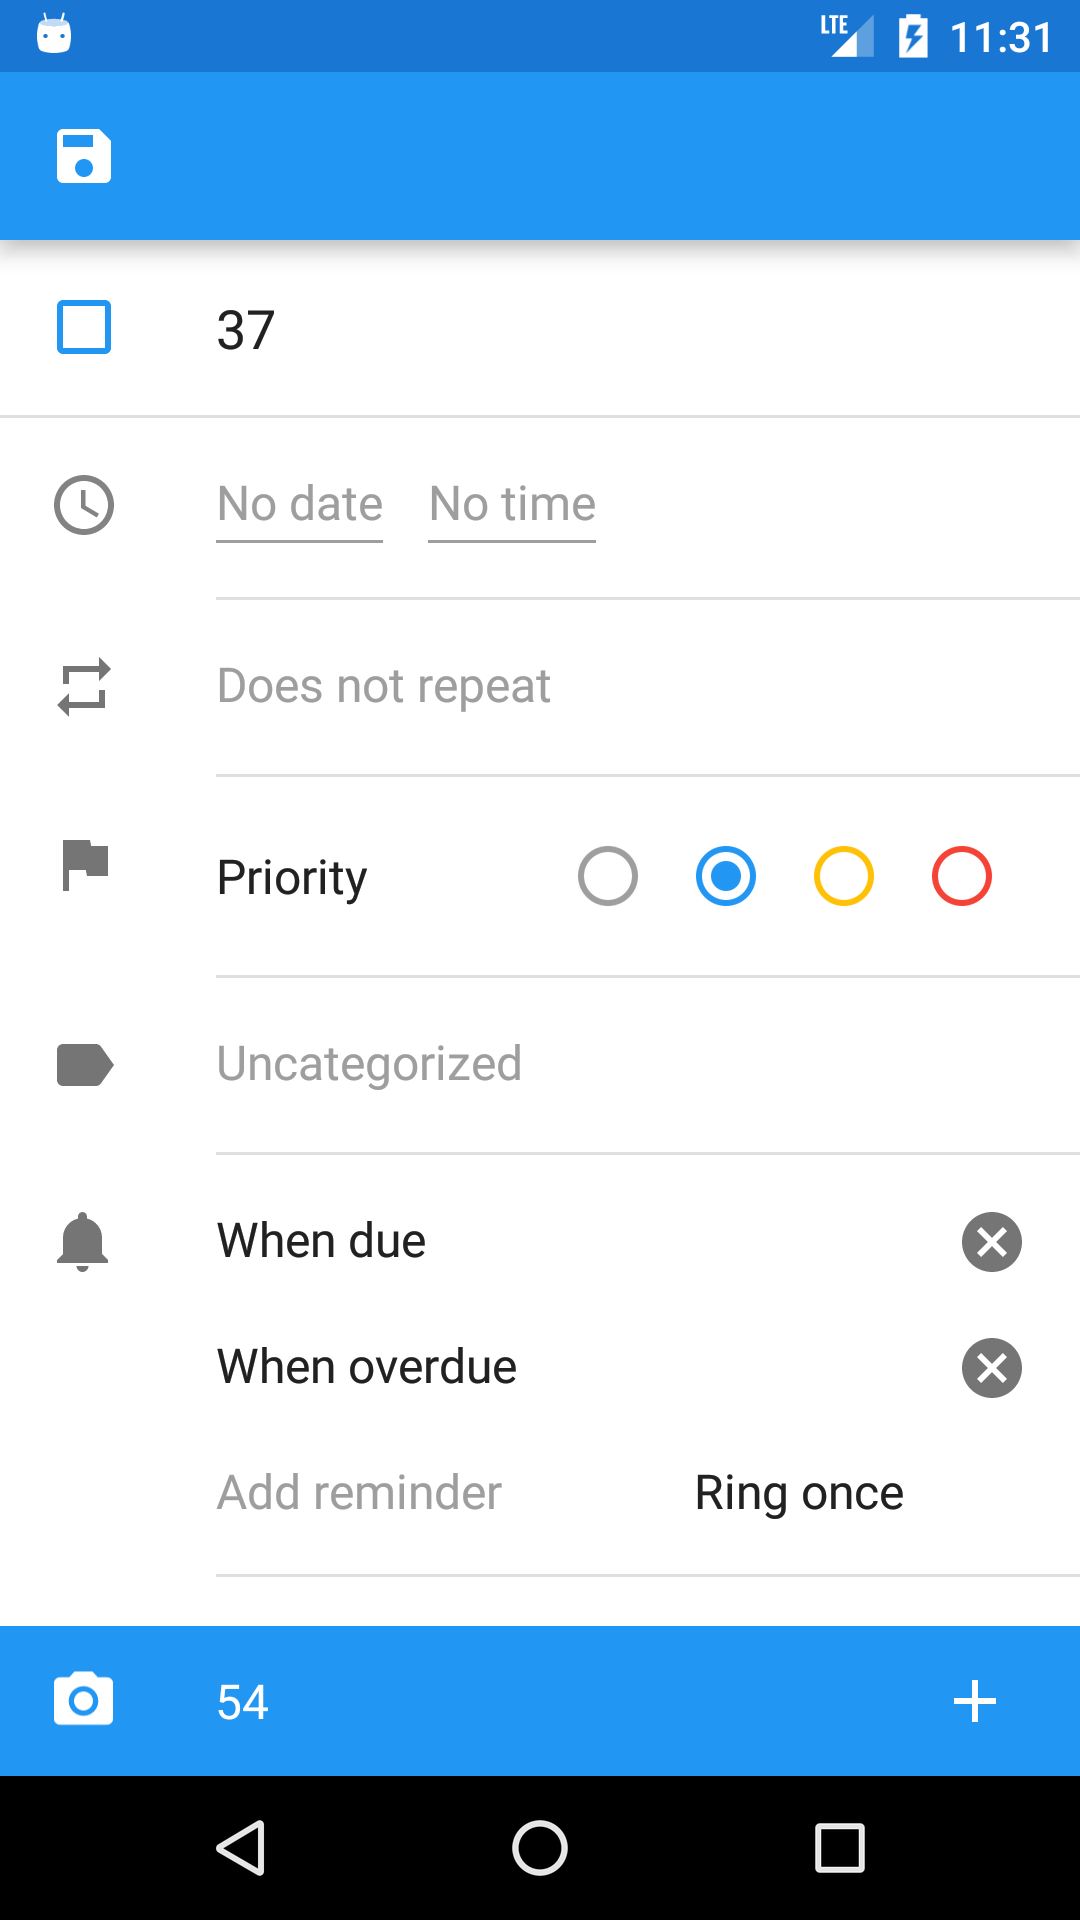 LTE 11:31
37
No date No time
Does not repeat
Priority
Uncategorized
When due
When overdue
Add reminder Ring once
54